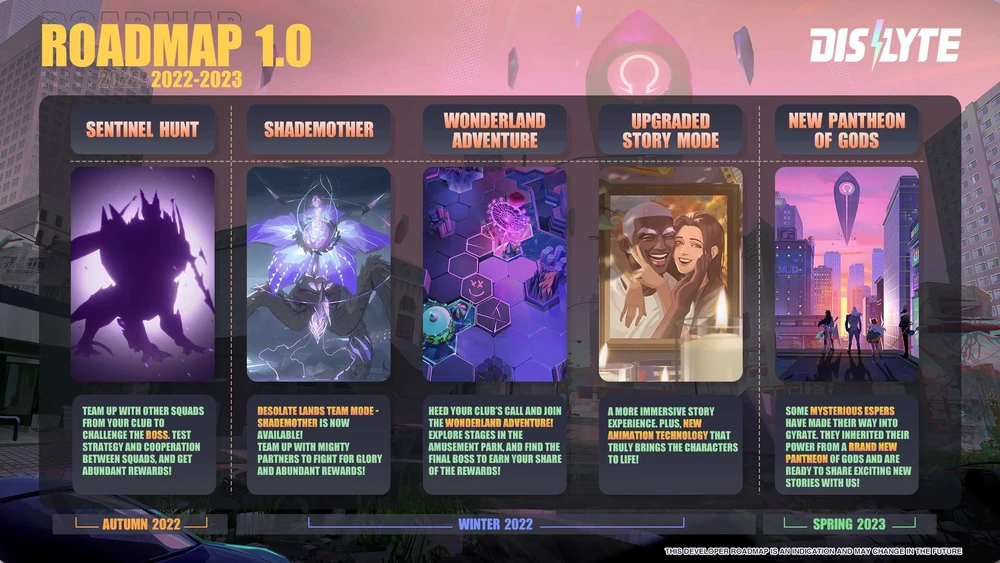 ROADMAP
ROADMAP 1.0
2022-2023
DISLYTE
SENTINEL HUNT
SHADEMOTHER
WONDERLAND
ADVENTURE
UPGRADED
STORY MODE
NEW PANTHEON
OF GODS
TEAM UP WITH OTHER SQUADS
FROM YOUR CLUB TO
CHALLENGE THE BOSS. TEST
STRATEGY AND COOPERATION
BETWEEN SQUADS, AND GET
ABUNDANT REWARDS!
DESOLATE LANDS TEAM MODE -
SHADEMOTHER IS NOW
AVAILABLE!
TEAM UP WITH MIGHTY
PARTNERS TO FIGHT FOR GLORY
AND ABUNDANT REWARDS!
HEED YOUR CLUB'S CALL AND JOIN
THE WONDERLAND ADVENTURE!
EXPLORE STAGES IN THE
AMUSEMENT PARK, AND FIND THE
FINAL BOSS TO EARN YOUR SHARE
OF THE REWARDS!
A MORE IMMERSIVE STORY
EXPERIENCE. PLUS, NEW
ANIMATION TECHNOLOGY THAT
TRULY BRINGS THE CHARACTERS
TO LIFE!
SOME MYSTERIOUS ESPERS
HAVE MADE THEIR WAY INTO
GYRATE. THEY INHERITED THEIR
POWER FROM A BRAND NEW
PANTHEON OF GODS AND ARE
READY TO SHARE EXCITING NEW
STORIES WITH US!
AUTUMN 2022
WINTER 2022
SPRING 2023
THIS DEVELOPER ROADMAP IS AN INDICATION AND MAY CHANGE IN THE FUTURE